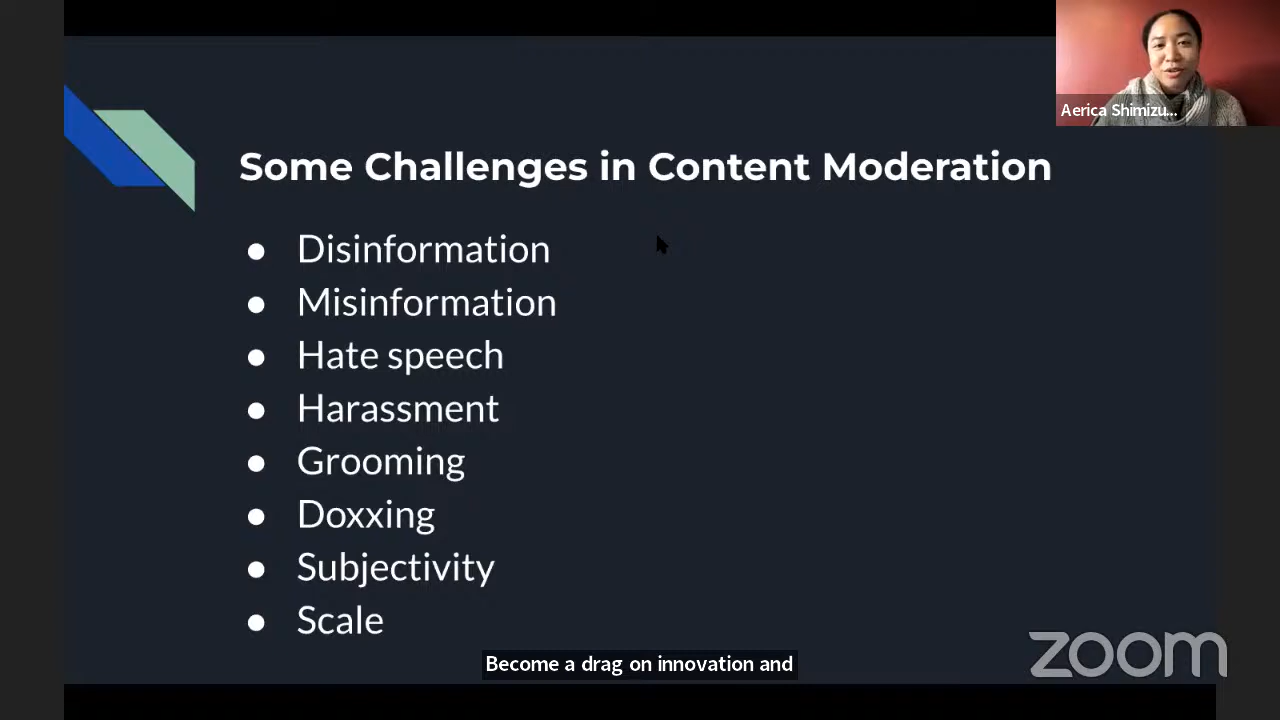 Aerica Shimizu...
Some Challenges in Content Moderation
● Disinformation
● Misinformation
● Hate speech
● Harassment
● Grooming
● Doxxing
● Subjectivity
● Scale
Become a drag on innovation and
zoom